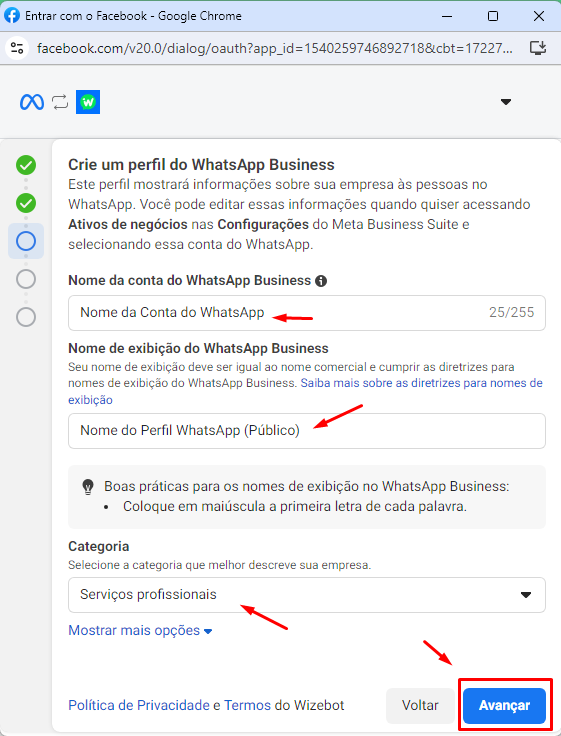 Entrar com o Facebook - Google Chrome
facebook.com/v20.0/dialog/oauth?app_id=1540259746892718&cbt=17227...
Crie um perfil do WhatsApp Business
Este perfil mostrará informações sobre sua empresa às pessoas no
WhatsApp. Você pode editar essas informações quando quiser acessando
Ativos de negócios nas Configurações do Meta Business Suite e
selecionando essa conta do WhatsApp.
Nome da conta do WhatsApp Business
Nome da Conta do WhatsApp 25/255
Nome de exibição do WhatsApp Business
Seu nome de exibição deve ser igual ao nome comercial e cumprir as diretrizes para
nomes de exibição do WhatsApp Business. Saiba mais sobre as diretrizes para nomes de
exibição
Nome do Perfil WhatsApp (Público)
Boas práticas para os nomes de exibição no WhatsApp Business:
• Coloque em maiúscula a primeira letra de cada palavra.
Categoria
Selecione a categoria que melhor descreve sua empresa.
Serviços profissionais
Mostrar mais opções
Política de Privacidade e Termos do Wizebot Voltar Avançar